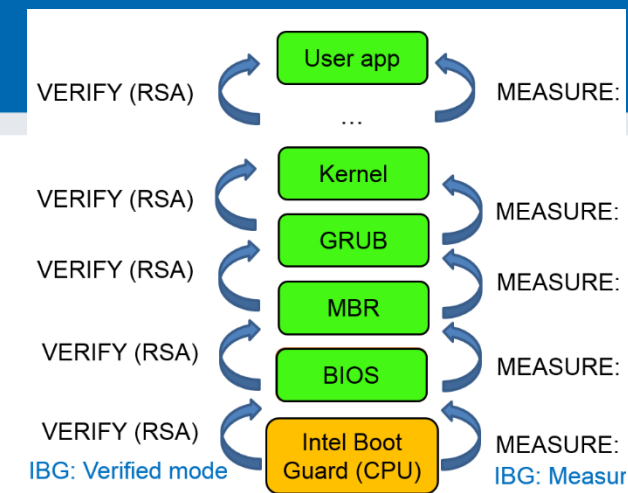 User app
VERIFY (RSA)
MEASURE:
...
Kernel
VERIFY (RSA)
MEASURE:
GRUB
VERIFY (RSA)
MEASURE:
MBR
VERIFY (RSA)
MEASURE:
BIOS
VERIFY (RSA)
MEASURE:
Intel Boot
Guard (CPU)
IBG: Verified mode
IBG: Measur